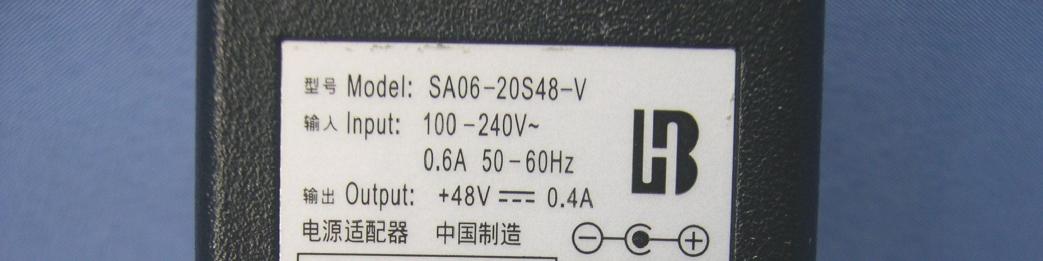 型号 Model: SA06-20S48-V
输入 Input: 100-240V~
0.6A 50-60Hz
HB
输出 Output: +48V ⎓ 0.4A
电源适配器 中国制造